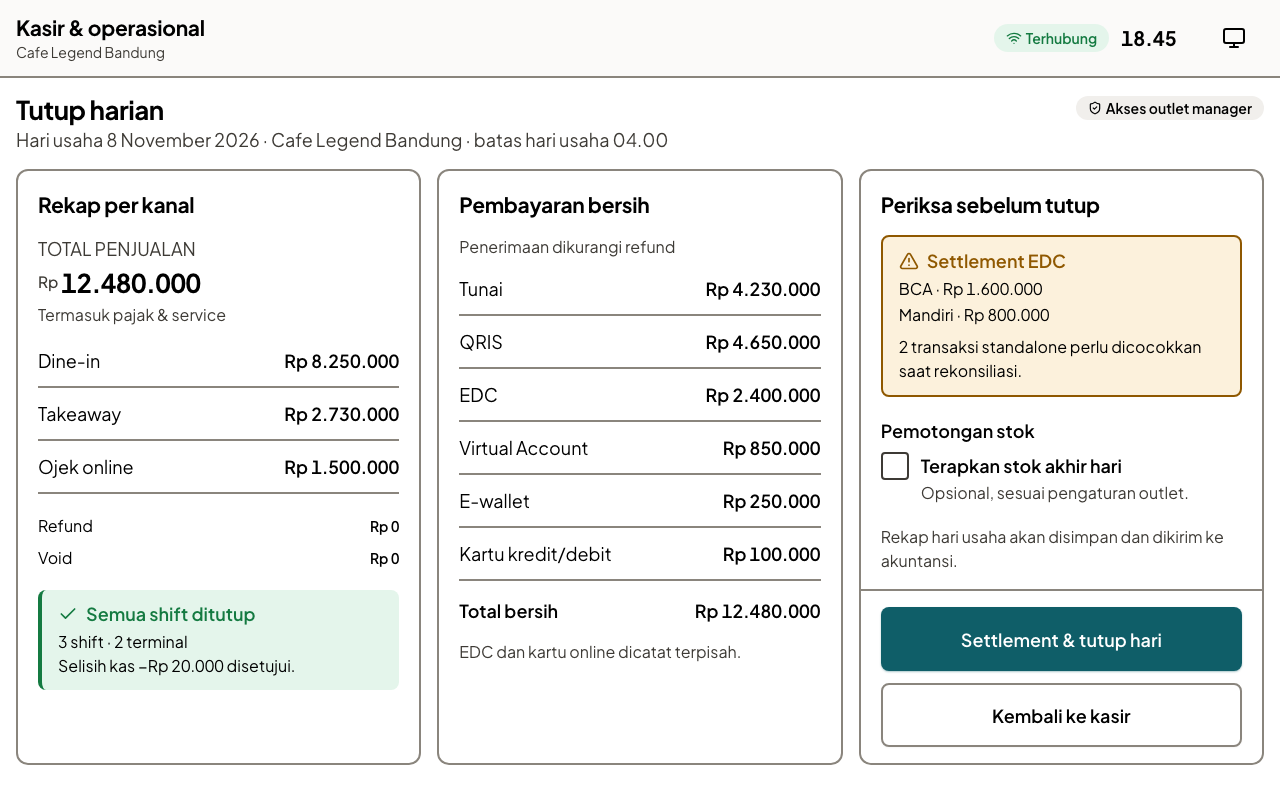 Kasir & operasional
Cafe Legend Bandung
Terhubung
18.45
Tutup harian
Hari usaha 8 November 2026 · Cafe Legend Bandung · batas hari usaha 04.00
Akses outlet manager
Rekap per kanal
TOTAL PENJUALAN
Rp 12.480.000
Termasuk pajak & service
Dine-in Rp 8.250.000
Takeaway Rp 2.730.000
Ojek online Rp 1.500.000
Refund Rp 0
Void Rp 0
Semua shift ditutup
3 shift · 2 terminal
Selisih kas −Rp 20.000 disetujui.
Pembayaran bersih
Penerimaan dikurangi refund
Tunai Rp 4.230.000
QRIS Rp 4.650.000
EDC Rp 2.400.000
Virtual Account Rp 850.000
E-wallet Rp 250.000
Kartu kredit/debit Rp 100.000
Total bersih Rp 12.480.000
EDC dan kartu online dicatat terpisah.
Periksa sebelum tutup
Settlement EDC
BCA · Rp 1.600.000
Mandiri · Rp 800.000
2 transaksi standalone perlu dicocokkan
saat rekonsiliasi.
Pemotongan stok
Terapkan stok akhir hari
Opsional, sesuai pengaturan outlet.
Rekap hari usaha akan disimpan dan dikirim ke
akuntansi.
Settlement & tutup hari
Kembali ke kasir